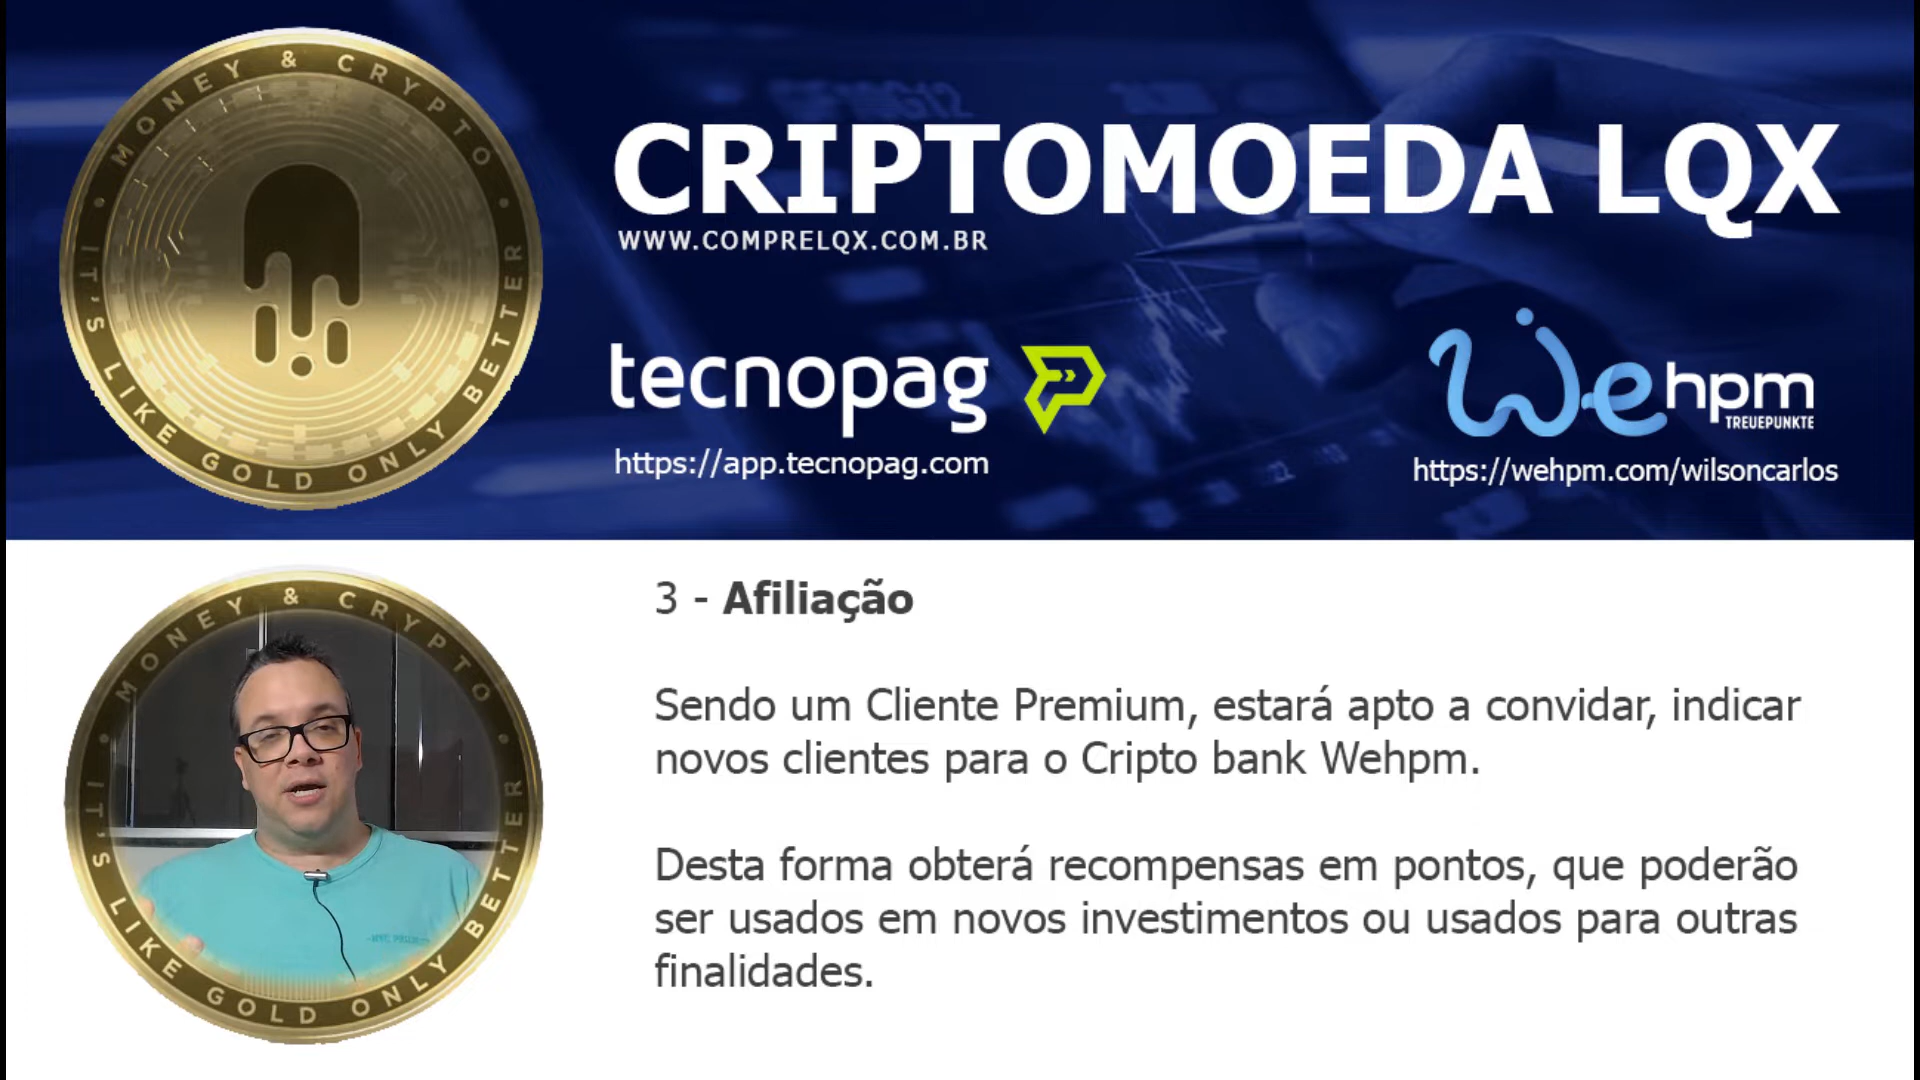 MONEY & CRYPTO
IT'S LIKE GOLD ONLY BETTER
CRIPTOMOEDA LQX
WWW.COMPRELQX.COM.BR
tecnopag
https://app.tecnopag.com
Wehpm
TREUEPUNKTE
https://wehpm.com/wilsoncarlos
MONEY & CRYPTO
IT'S LIKE GOLD ONLY BETTER
3 - Afiliação
Sendo um Cliente Premium, estará apto a convidar, indicar
novos clientes para o Cripto bank Wehpm.
Desta forma obterá recompensas em pontos, que poderão
ser usados em novos investimentos ou usados para outras
finalidades.